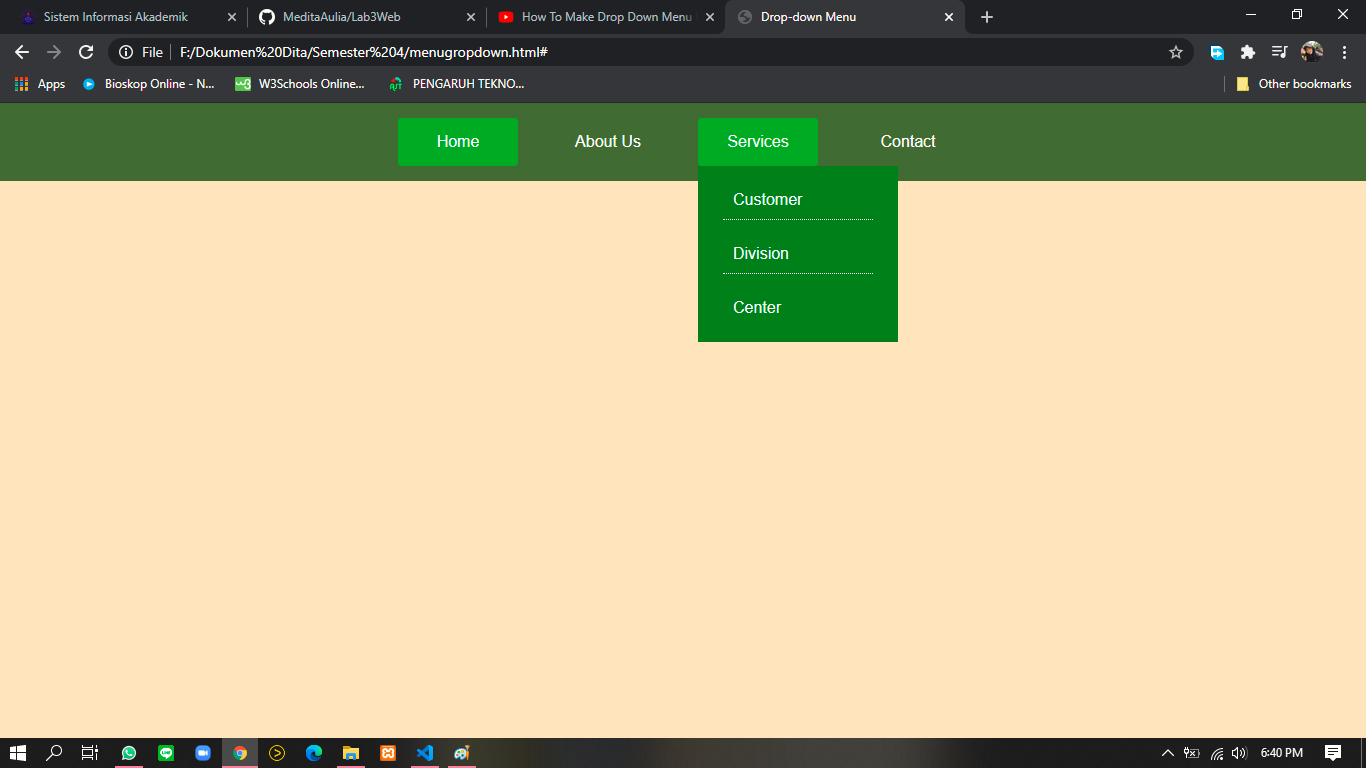 Sistem Informasi Akademik
MeditaAulia/Lab3Web
How To Make Drop Down Menu
Drop-down Menu
File
F:/Dokumen%20Dita/Semester%204/menugropdown.html#
Apps
Bioskop Online - N...
W3Schools Online...
PENGARUH TEKNO...
Other bookmarks
Home
About Us
Services
Contact
Customer
Division
Center
6:40 PM